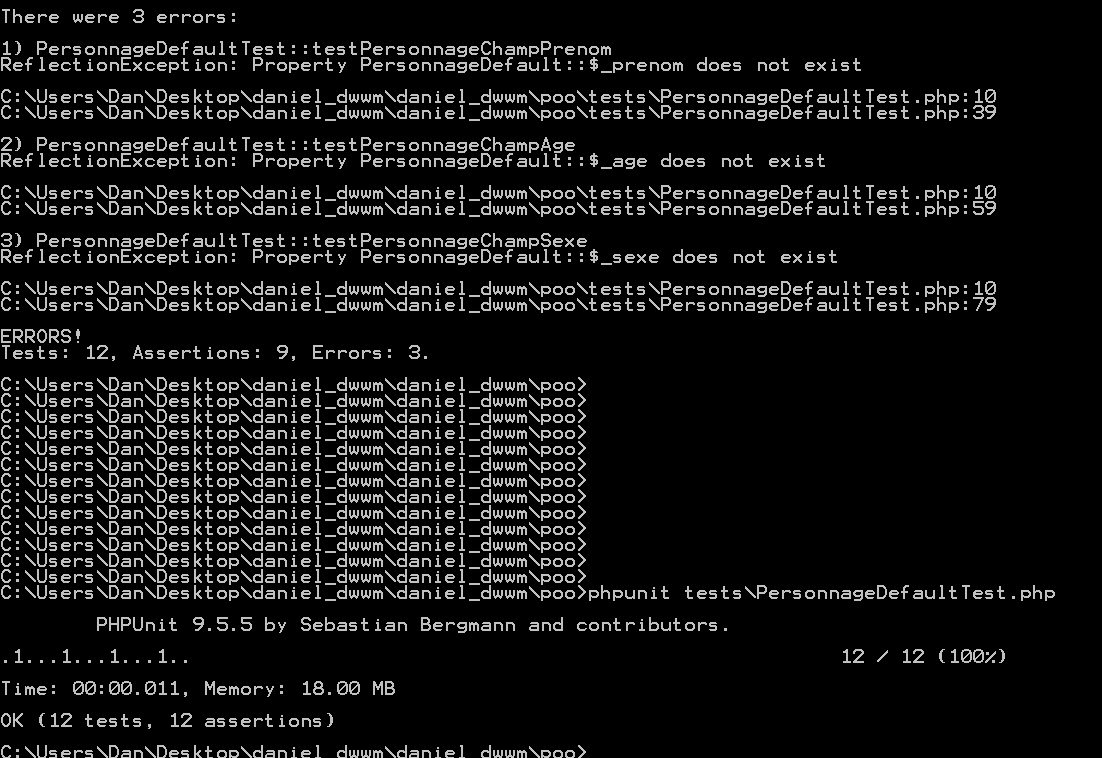 There were 3 errors:
1) PersonnageDefaultTest::testPersonnageChampPrenom
ReflectionException: Property PersonnageDefault::$_prenom does not exist
C:\Users\Dan\Desktop\daniel_dwwm\daniel_dwwm\poo\tests\PersonnageDefaultTest.php:10
C:\Users\Dan\Desktop\daniel_dwwm\daniel_dwwm\poo\tests\PersonnageDefaultTest.php:39
2) PersonnageDefaultTest::testPersonnageChampAge
ReflectionException: Property PersonnageDefault::$_age does not exist
C:\Users\Dan\Desktop\daniel_dwwm\daniel_dwwm\poo\tests\PersonnageDefaultTest.php:10
C:\Users\Dan\Desktop\daniel_dwwm\daniel_dwwm\poo\tests\PersonnageDefaultTest.php:59
3) PersonnageDefaultTest::testPersonnageChampSexe
ReflectionException: Property PersonnageDefault::$_sexe does not exist
C:\Users\Dan\Desktop\daniel_dwwm\daniel_dwwm\poo\tests\PersonnageDefaultTest.php:10
C:\Users\Dan\Desktop\daniel_dwwm\daniel_dwwm\poo\tests\PersonnageDefaultTest.php:79
ERRORS!
Tests: 12, Assertions: 9, Errors: 3.
C:\Users\Dan\Desktop\daniel_dwwm\daniel_dwwm\poo>
C:\Users\Dan\Desktop\daniel_dwwm\daniel_dwwm\poo>
C:\Users\Dan\Desktop\daniel_dwwm\daniel_dwwm\poo>
C:\Users\Dan\Desktop\daniel_dwwm\daniel_dwwm\poo>
C:\Users\Dan\Desktop\daniel_dwwm\daniel_dwwm\poo>
C:\Users\Dan\Desktop\daniel_dwwm\daniel_dwwm\poo>
C:\Users\Dan\Desktop\daniel_dwwm\daniel_dwwm\poo>
C:\Users\Dan\Desktop\daniel_dwwm\daniel_dwwm\poo>
C:\Users\Dan\Desktop\daniel_dwwm\daniel_dwwm\poo>
C:\Users\Dan\Desktop\daniel_dwwm\daniel_dwwm\poo>
C:\Users\Dan\Desktop\daniel_dwwm\daniel_dwwm\poo>
C:\Users\Dan\Desktop\daniel_dwwm\daniel_dwwm\poo>
C:\Users\Dan\Desktop\daniel_dwwm\daniel_dwwm\poo>
C:\Users\Dan\Desktop\daniel_dwwm\daniel_dwwm\poo>phpunit tests\PersonnageDefaultTest.php
PHPUnit 9.5.5 by Sebastian Bergmann and contributors.
.1...1...1...1.. 12 / 12 (100%)
Time: 00:00.011, Memory: 18.00 MB
OK (12 tests, 12 assertions)
C:\Users\Dan\Desktop\daniel_dwwm\daniel_dwwm\poo>